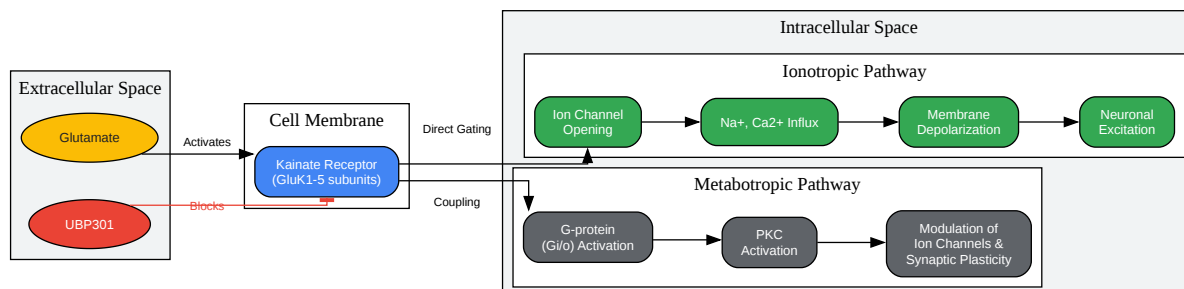 Intracellular Space
Ionotropic Pathway
Extracellular Space
Glutamate
UBP301
Activates
Blocks
Cell Membrane
Kainate Receptor
(GluK1-5 subunits)
Direct Gating
Coupling
Ion Channel
Opening
Na+, Ca2+ Influx
Membrane
Depolarization
Neuronal
Excitation
Metabotropic Pathway
G-protein
(Gi/o) Activation
PKC
Activation
Modulation of
Ion Channels &
Synaptic Plasticity